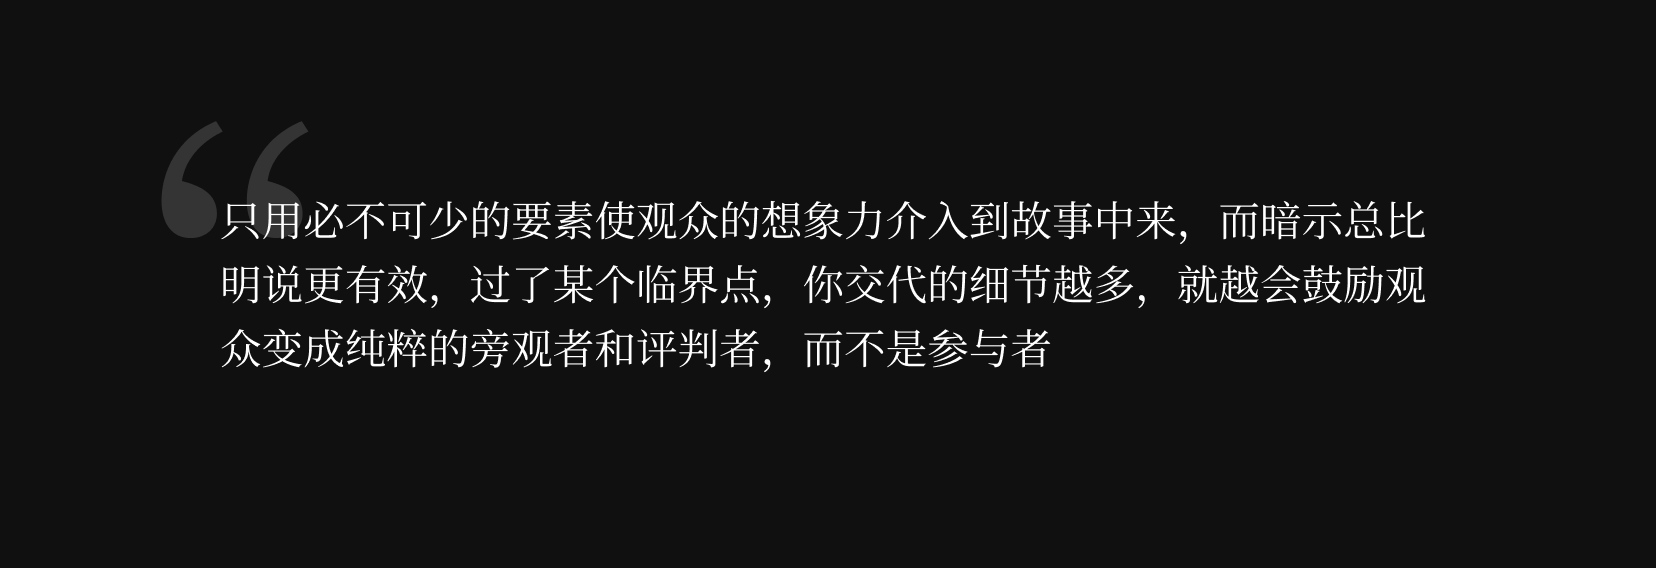 “
只用必不可少的要素使观众的想象力介入到故事中来，而暗示总比
明说更有效，过了某个临界点，你交代的细节越多，就越会鼓励观
众变成纯粹的旁观者和评判者，而不是参与者